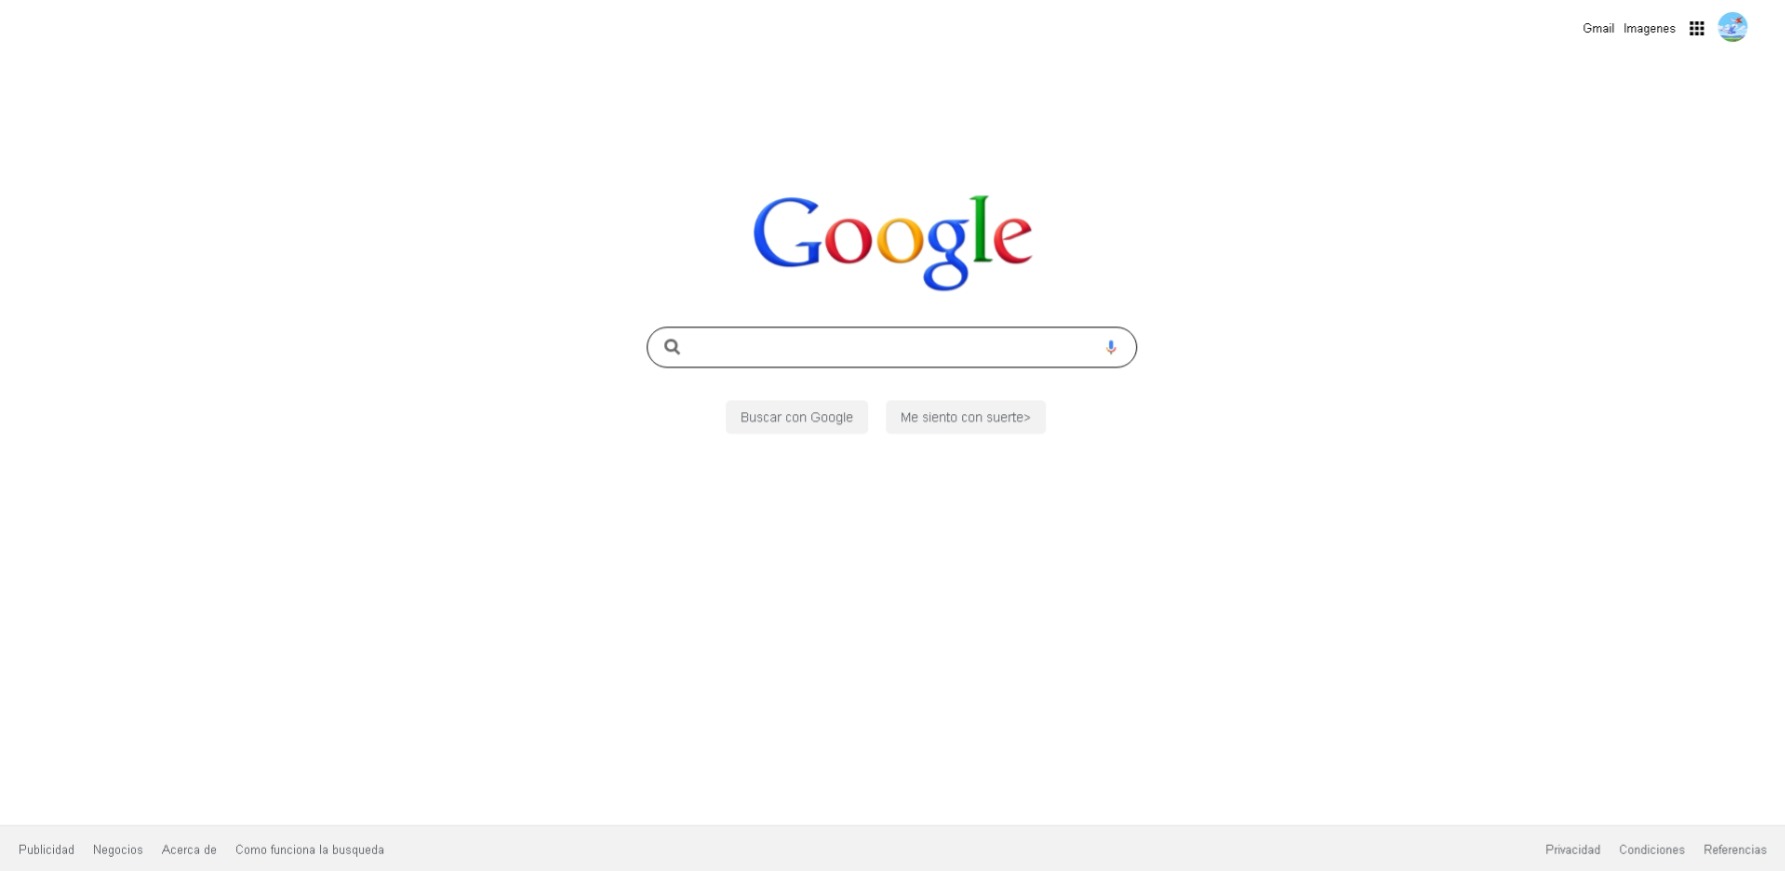 Gmail Imagenes
Google
Buscar con Google Me siento con suerte>
Publicidad Negocios Acerca de Como funciona la busqueda Privacidad Condiciones Referencias